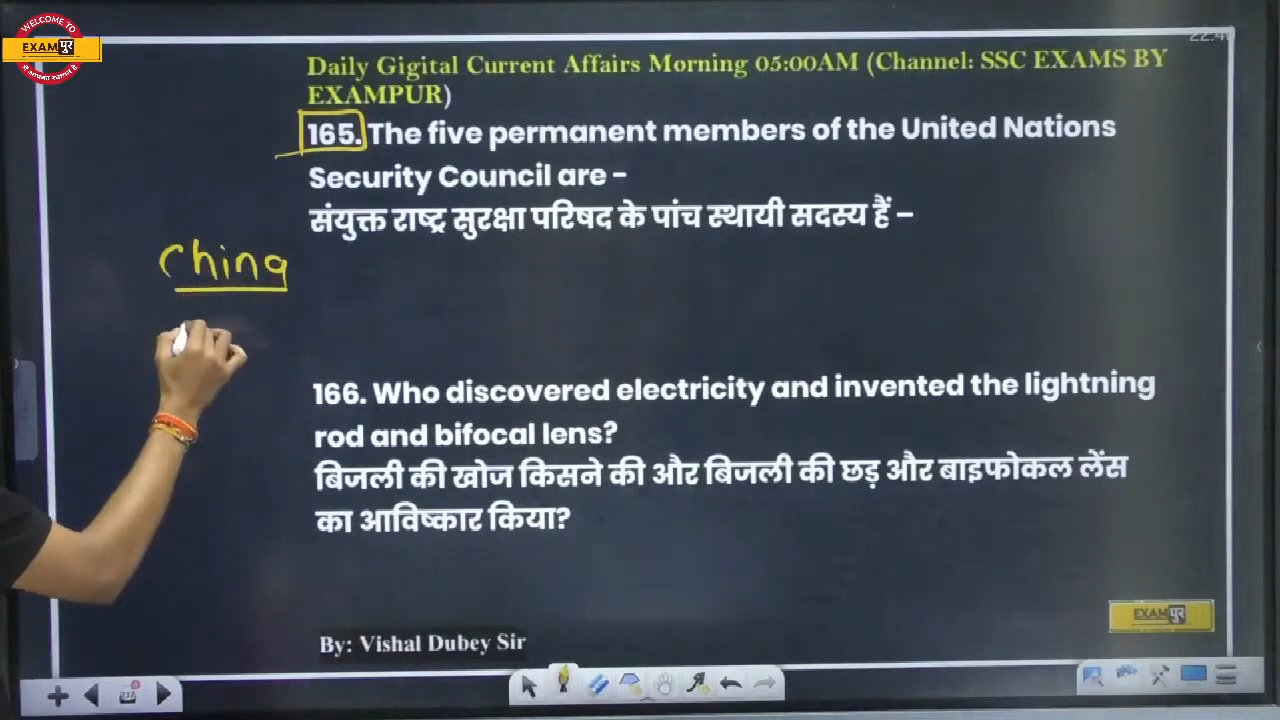 WELCOME TO
EXAMपुर
22:4
Daily Gigital Current Affairs Morning 05:00AM (Channel: SSC EXAMS BY
EXAMPUR)
165. The five permanent members of the United Nations
Security Council are -
संयुक्त राष्ट्र सुरक्षा परिषद के पांच स्थायी सदस्य हैं –
China
166. Who discovered electricity and invented the lightning
rod and bifocal lens?
बिजली की खोज किसने की और बिजली की छड़ और बाइफोकल लेंस
का आविष्कार किया?
EXAMपुर
By: Vishal Dubey Sir